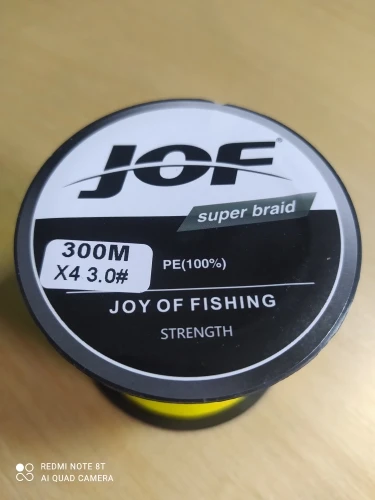 JOF
super braid
300M
X4 3.0#
PE(100%)
JOY OF FISHING
STRENGTH
REDMI NOTE 8T
AI QUAD CAMERA